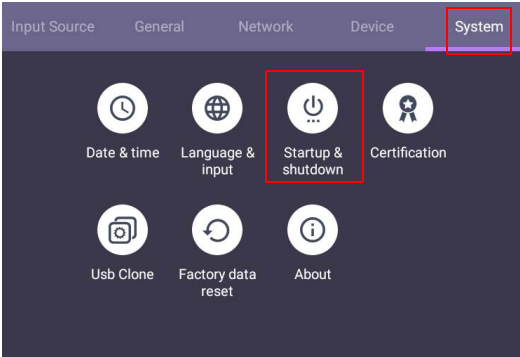 Input Source General Network Device System
Date & time Language & input Startup & shutdown Certification
Usb Clone Factory data reset About